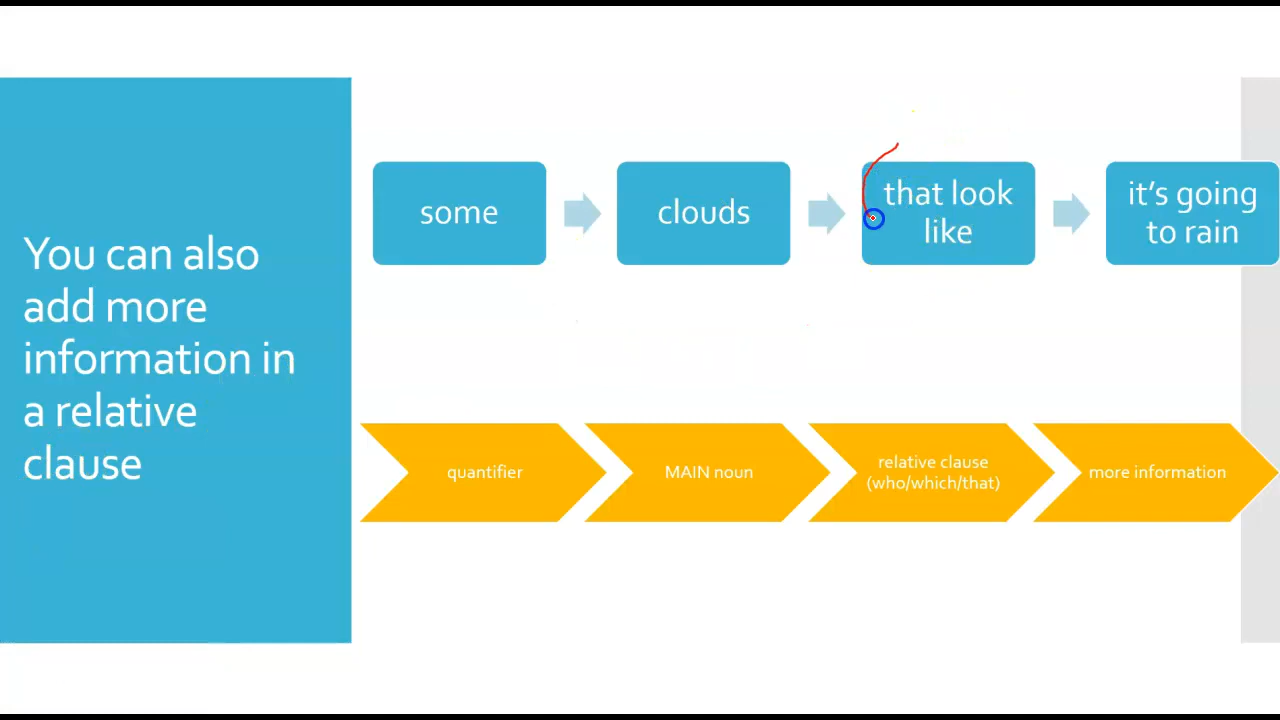 You can also
add more
information in
a relative
clause
some
clouds
that look
like
it's going
to rain
quantifier
MAIN noun
relative clause
(who/which/that)
more information